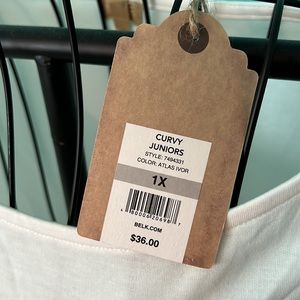 CURVY
JUNIORS
STYLE: 7494331
COLOR: ATLAS IVOR
1X
BELK.COM
$36.00